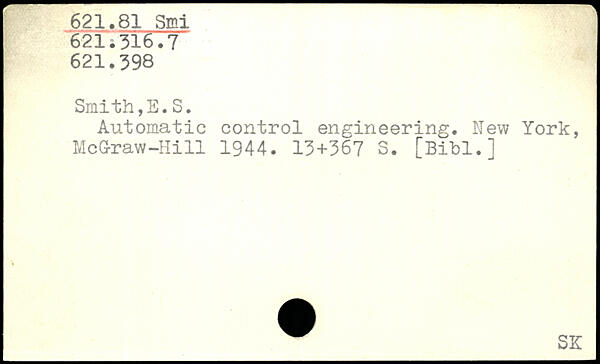 621.81 Smi
621:316.7
621.398
Smith,E.S.
Automatic control engineering. New York,
McGraw-Hill 1944. 13+367 S. [Bibl.]
SK